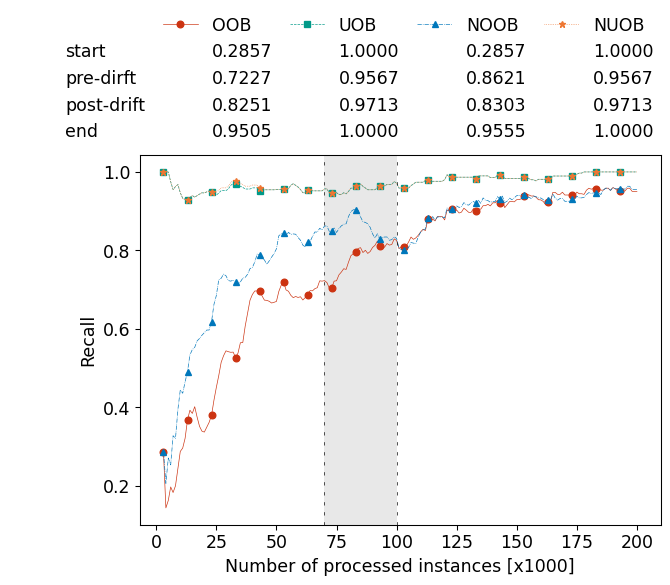 OOB UOB NOOB NUOB
start 0.2857 1.0000 0.2857 1.0000
pre-dirft 0.7227 0.9567 0.8621 0.9567
post-drift 0.8251 0.9713 0.8303 0.9713
end 0.9505 1.0000 0.9555 1.0000
1.0
0.8
0.6
0.4
0.2
Recall
0 25 50 75 100 125 150 175 200
Number of processed instances [x1000]